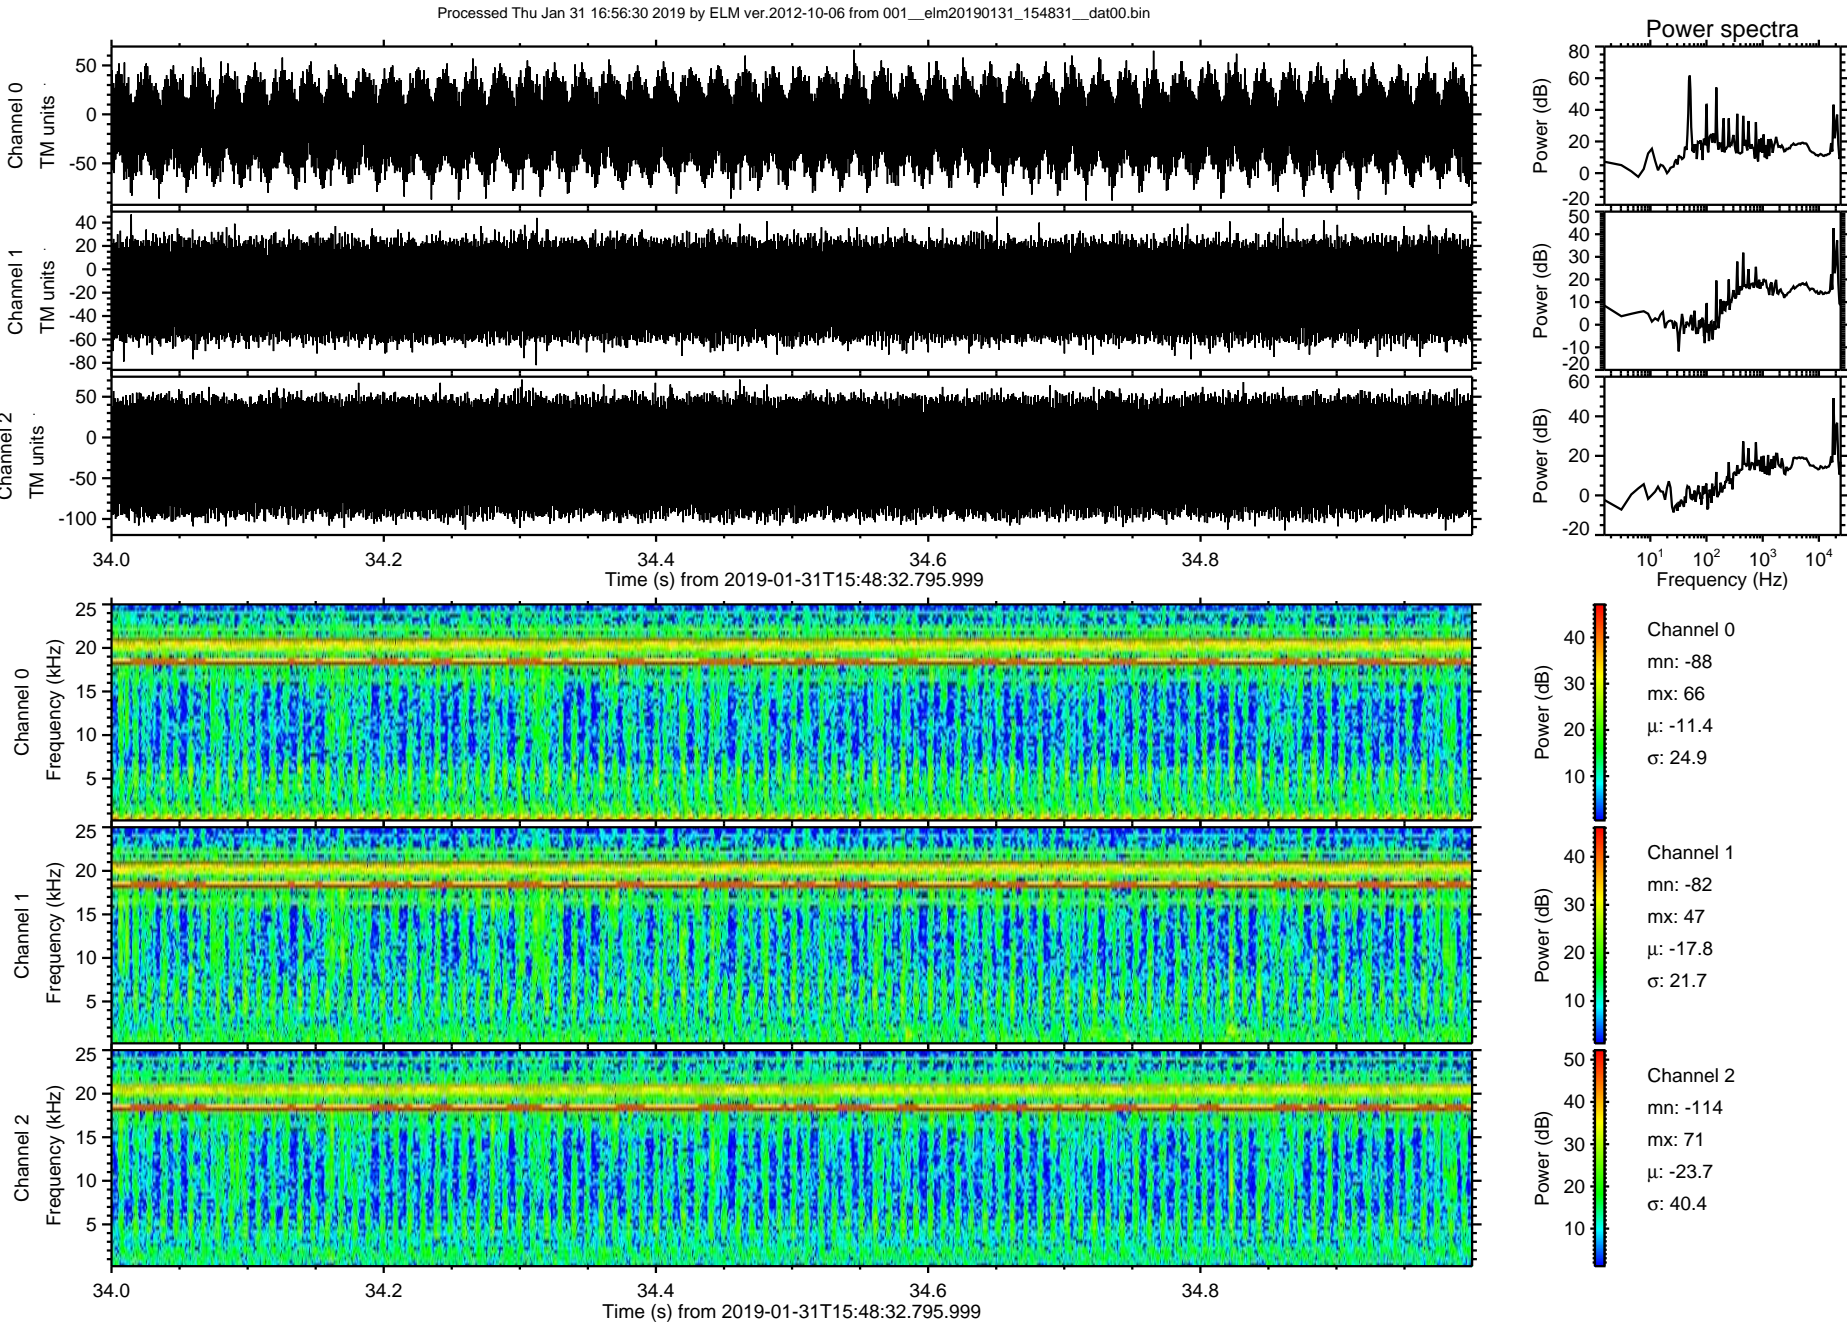 Processed Thu Jan 31 16:56:30 2019 by ELM ver.2012-10-06 from 001__elm20190131_154831__dat00.bin
Power spectra
Channel 0
TM units
50
0
-50
Power (dB)
80
60
40
20
0
-20
Channel 1
TM units
40
20
0
-20
-40
-60
-80
Power (dB)
50
40
30
20
10
0
-10
-20
Channel 2
TM units
50
0
-50
-100
Power (dB)
60
40
20
0
-20
34.0 34.2 34.4 34.6 34.8
10¹ 10² 10³ 10⁴
Time (s) from 2019-01-31T15:48:32.795.999
Frequency (Hz)
Channel 0
Frequency (kHz)
25
20
15
10
5
Power (dB)
40
30
20
10
Channel 0
mn: -88
mx: 66
μ: -11.4
σ: 24.9
Channel 1
Frequency (kHz)
25
20
15
10
5
Power (dB)
40
30
20
10
Channel 1
mn: -82
mx: 47
μ: -17.8
σ: 21.7
Channel 2
Frequency (kHz)
25
20
15
10
5
Power (dB)
50
40
30
20
10
Channel 2
mn: -114
mx: 71
μ: -23.7
σ: 40.4
34.0 34.2 34.4 34.6 34.8
Time (s) from 2019-01-31T15:48:32.795.999